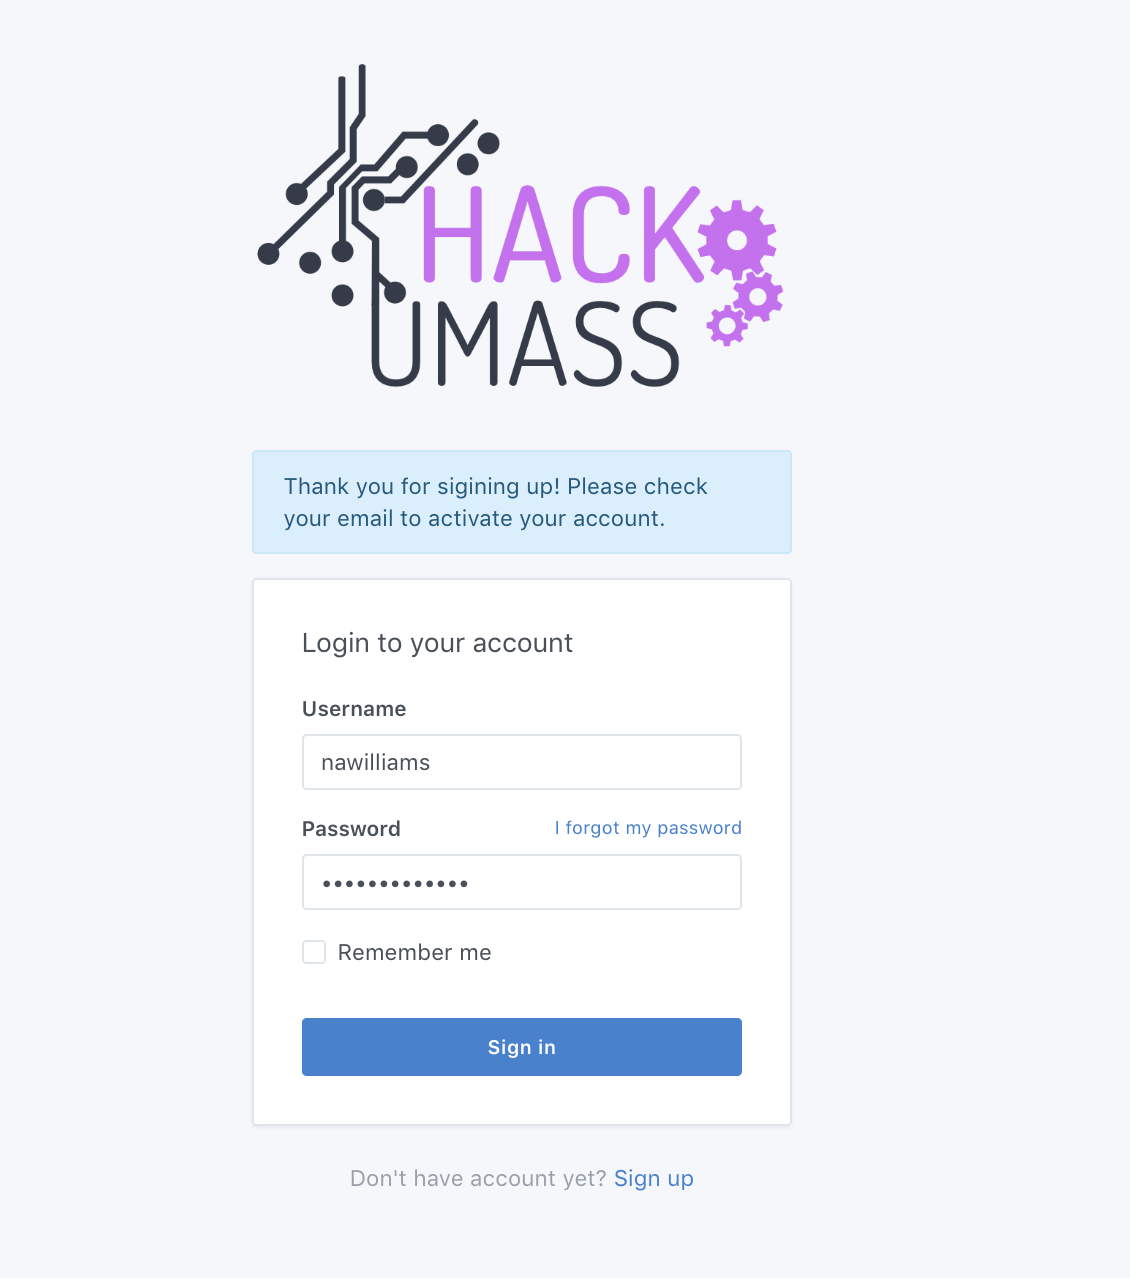 HACK
UMASS
Thank you for sigining up! Please check
your email to activate your account.
Login to your account
Username
nawilliams
Password
I forgot my password
•••••••••••••
Remember me
Sign in
Don't have account yet? Sign up